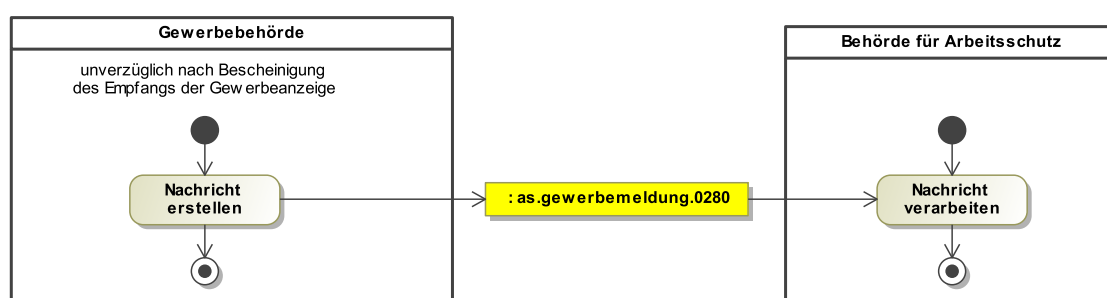 Gewerbebehörde
Behörde für Arbeitsschutz
unverzüglich nach Bescheinigung
des Empfangs der Gewerbeanzeige
Nachricht
erstellen
: as.gewerbemeldung.0280
Nachricht
verarbeiten